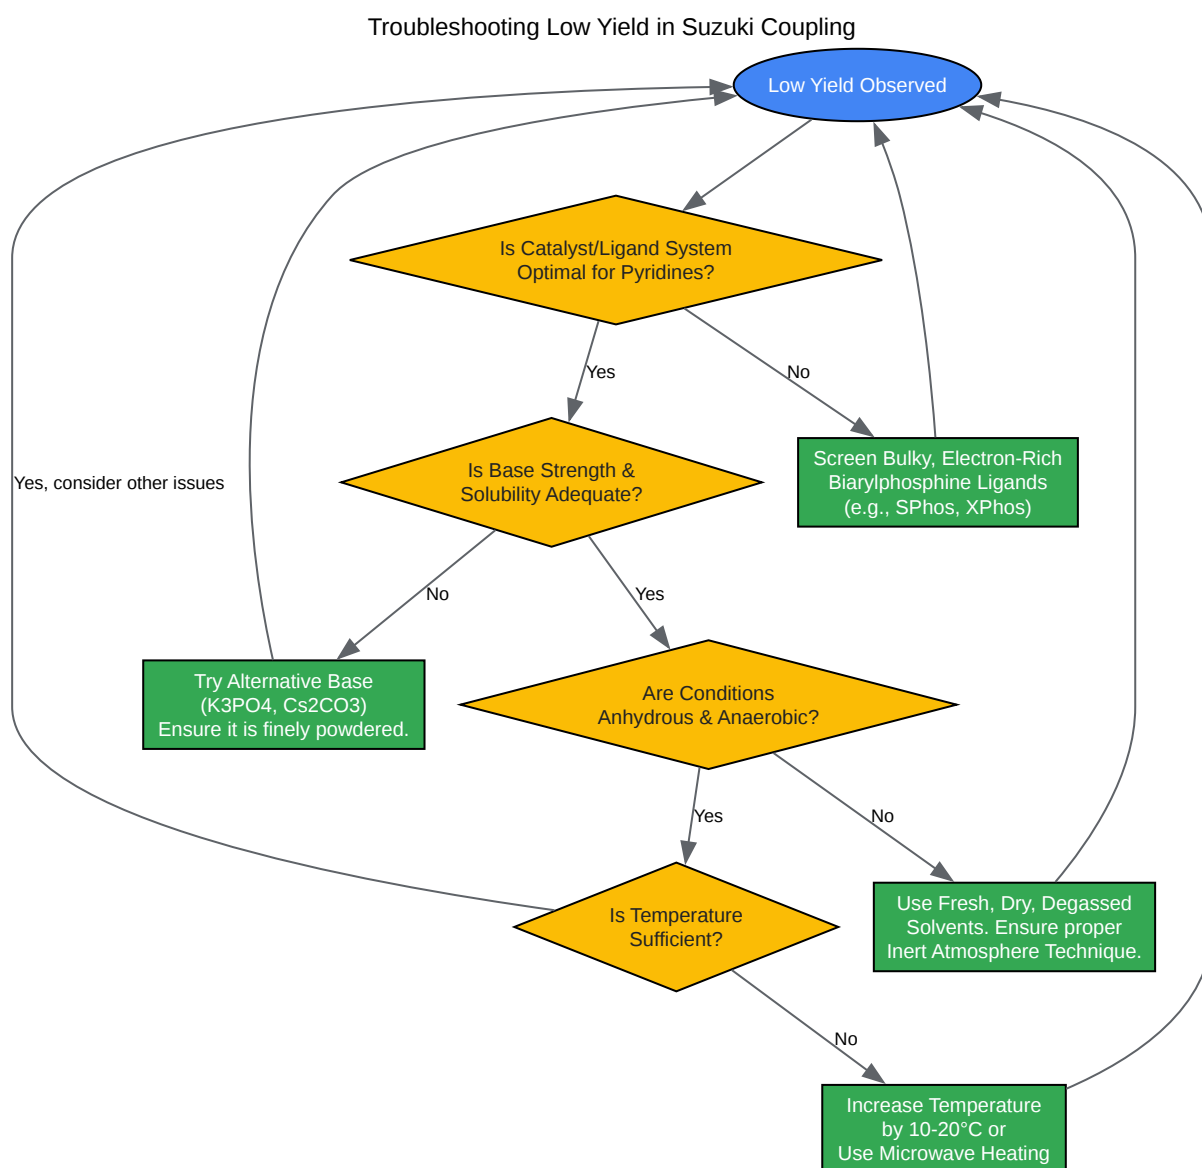 Troubleshooting Low Yield in Suzuki Coupling
Low Yield Observed
Is Catalyst/Ligand System
Optimal for Pyridines?
Yes
No
Is Base Strength &
Solubility Adequate?
Screen Bulky, Electron-Rich
Biarylphosphine Ligands
(e.g., SPhos, XPhos)
Yes, consider other issues
No
Yes
Try Alternative Base
(K3PO4, Cs2CO3)
Ensure it is finely powdered.
Are Conditions
Anhydrous & Anaerobic?
Yes
No
Is Temperature
Sufficient?
Use Fresh, Dry, Degassed
Solvents. Ensure proper
Inert Atmosphere Technique.
No
Increase Temperature
by 10-20°C or
Use Microwave Heating